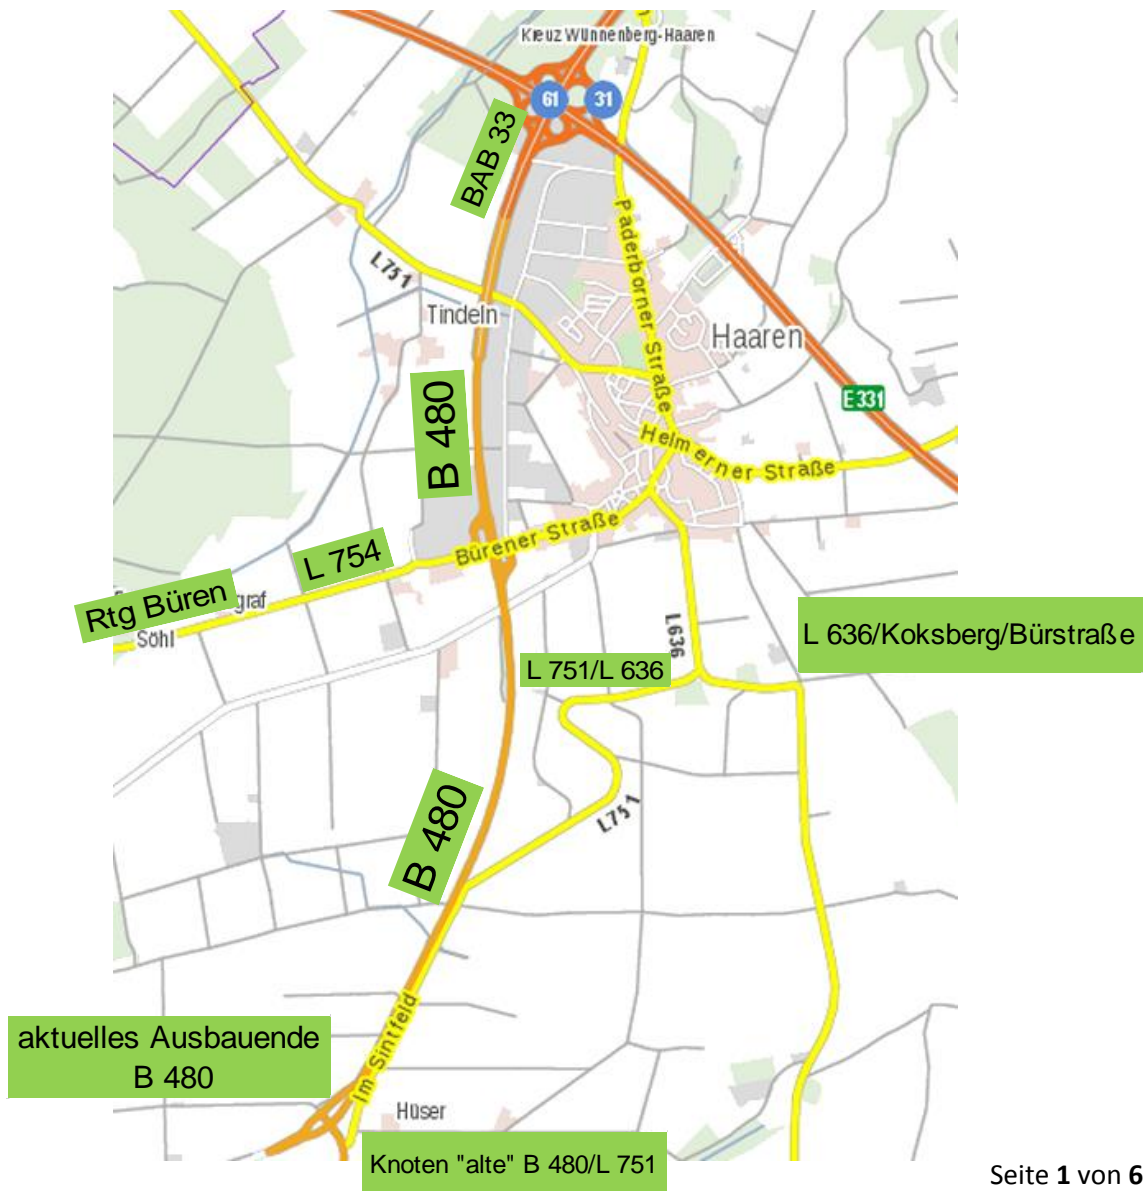 Kreuz Wünnenberg-Haaren
61
31
BAB 33
Paderborner Straße
L751
Tindeln
Haaren
E 331
B 480
Helmerner Straße
Bürener Straße
L 754
Rtg Büren
graf
Söhl
L636
L 636/Koksberg/Bürstraße
L 751/L 636
B 480
L751
Im Sintfeld
aktuelles Ausbauende
B 480
Hüser
Knoten "alte" B 480/L 751
Seite 1 von 6